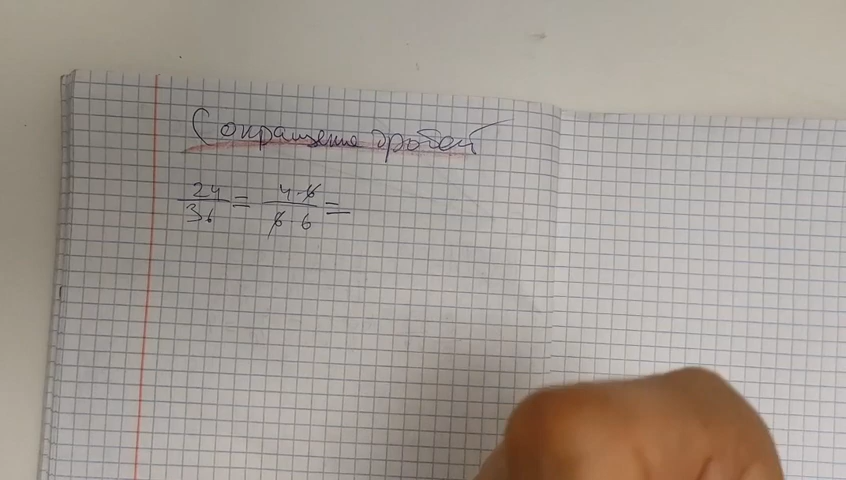 Сокращение дробей
24/36 = 4·6/6·6 =